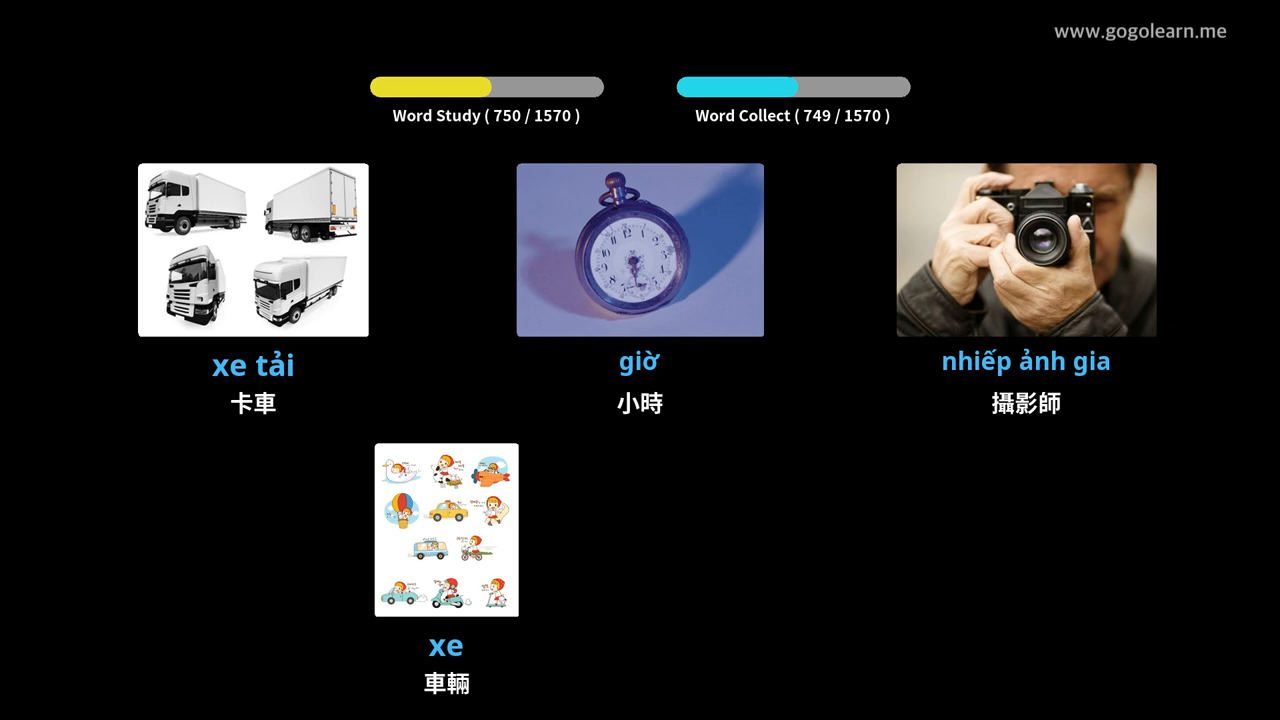 www.gogolearn.me
Word Study ( 750 / 1570 )
Word Collect ( 749 / 1570 )
xe tải
giờ
nhiếp ảnh gia
卡車
小時
攝影師
xe
車輛